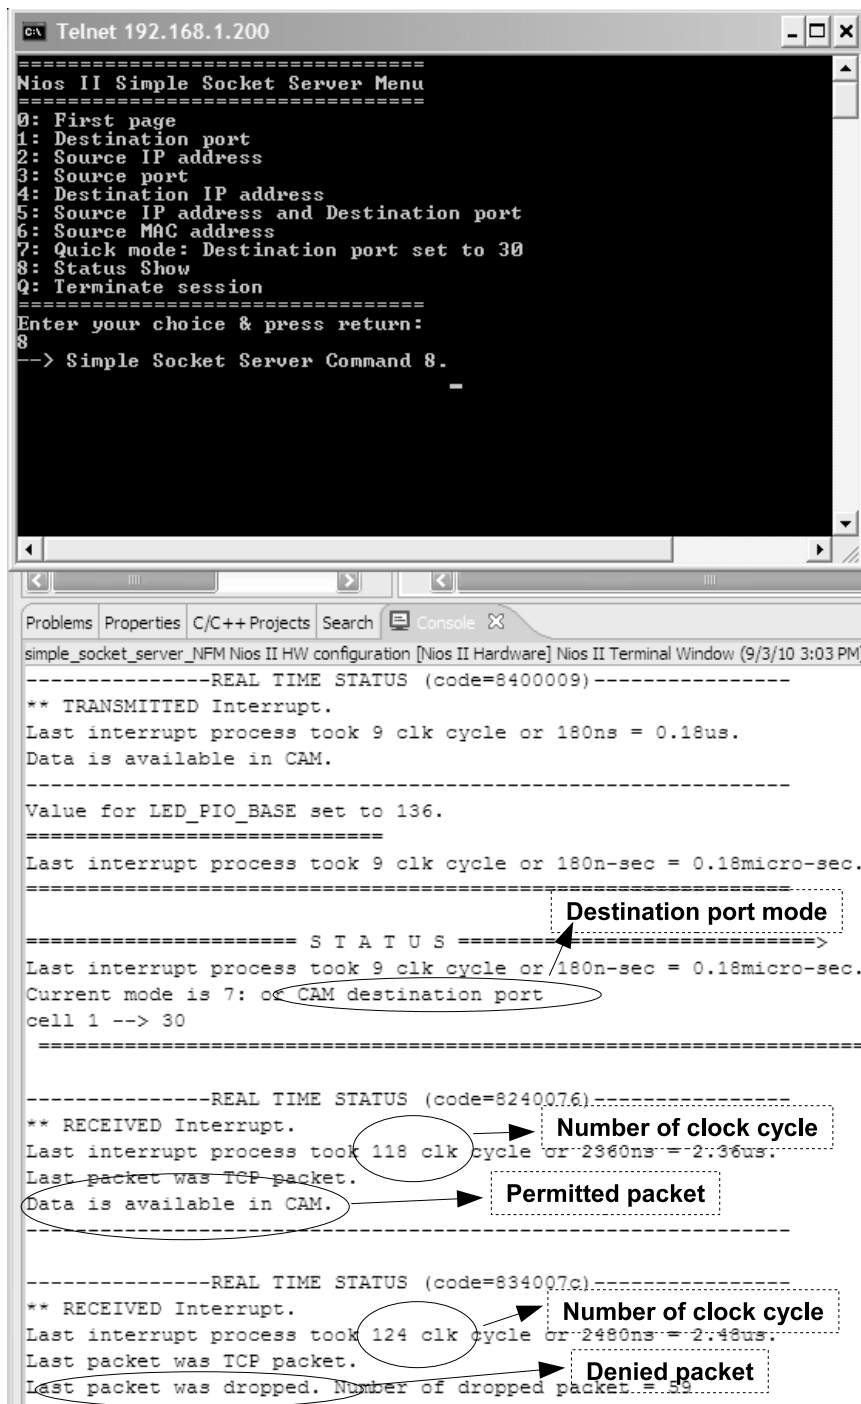 Telnet 192.168.1.200
==================================
Nios II Simple Socket Server Menu
==================================
0: First page
1: Destination port
2: Source IP address
3: Source port
4: Destination IP address
5: Source IP address and Destination port
6: Source MAC address
7: Quick mode: Destination port set to 30
8: Status Show
Q: Terminate session
==================================
Enter your choice & press return:
8
--> Simple Socket Server Command 8.
Problems Properties C/C++ Projects Search Console
simple_socket_server_NFM Nios II HW configuration [Nios II Hardware] Nios II Terminal Window (9/3/10 3:03 PM)
---------------REAL TIME STATUS (code=8400009)----------------
** TRANSMITTED Interrupt.
Last interrupt process took 9 clk cycle or 180ns = 0.18us.
Data is available in CAM.
--------------------------------------------------------------
Value for LED_PIO_BASE set to 136.
=============================
Last interrupt process took 9 clk cycle or 180n-sec = 0.18micro-sec.
==============================================================
Destination port mode
====================== S T A T U S =============================>
Last interrupt process took 9 clk cycle or 180n-sec = 0.18micro-sec.
Current mode is 7: or CAM destination port
cell 1 --> 30
===================================================================
---------------REAL TIME STATUS (code=8240076)----------------
** RECEIVED Interrupt.
Number of clock cycle
Last interrupt process took 118 clk cycle or 2360ns = 2.36us.
Last packet was TCP packet.
Data is available in CAM.
Permitted packet
--------------------------------------------------------------
---------------REAL TIME STATUS (code=834007c)----------------
** RECEIVED Interrupt.
Number of clock cycle
Last interrupt process took 124 clk cycle or 2480ns = 2.48us.
Last packet was TCP packet.
Denied packet
Last packet was dropped. Number of dropped packet = 59